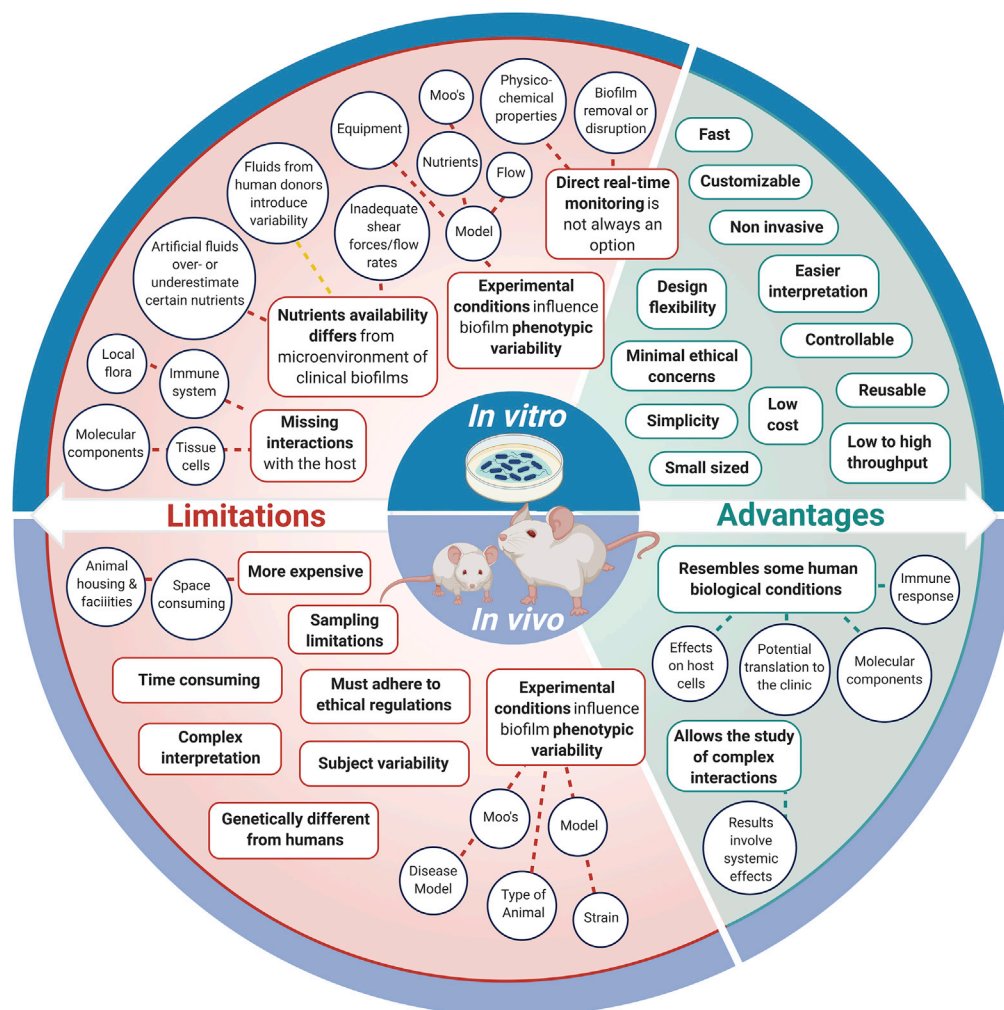 Moo's
Physico-
chemical
properties
Biofilm
removal or
disruption
Equipment
Nutrients
Flow
Fluids from
human donors
introduce
variability
Inadequate
shear
forces/flow
rates
Model
Direct real-time
monitoring is
not always an
option
Artificial fluids
over- or
underestimate
certain nutrients
Experimental
conditions influence
biofilm phenotypic
variability
Nutrients availability
differs from
microenvironment of
clinical biofilms
Local
flora
Immune
system
Molecular
components
Tissue
cells
Missing
interactions
with the host
Fast
Customizable
Non invasive
Easier
interpretation
Design
flexibility
Controllable
Minimal ethical
concerns
Reusable
Low
cost
Simplicity
Low to high
throughput
Small sized
In vitro
Limitations
Advantages
In vivo
Animal
housing &
faciiities
Space
consuming
More expensive
Sampling
limitations
Time consuming
Must adhere to
ethical regulations
Experimental
conditions influence
biofilm phenotypic
variability
Complex
interpretation
Subject variability
Genetically different
from humans
Moo's
Model
Disease
Model
Type of
Animal
Strain
Resembles some human
biological conditions
Immune
response
Effects
on host
cells
Potential
translation to
the clinic
Molecular
components
Allows the study
of complex
interactions
Results
involve
systemic
effects